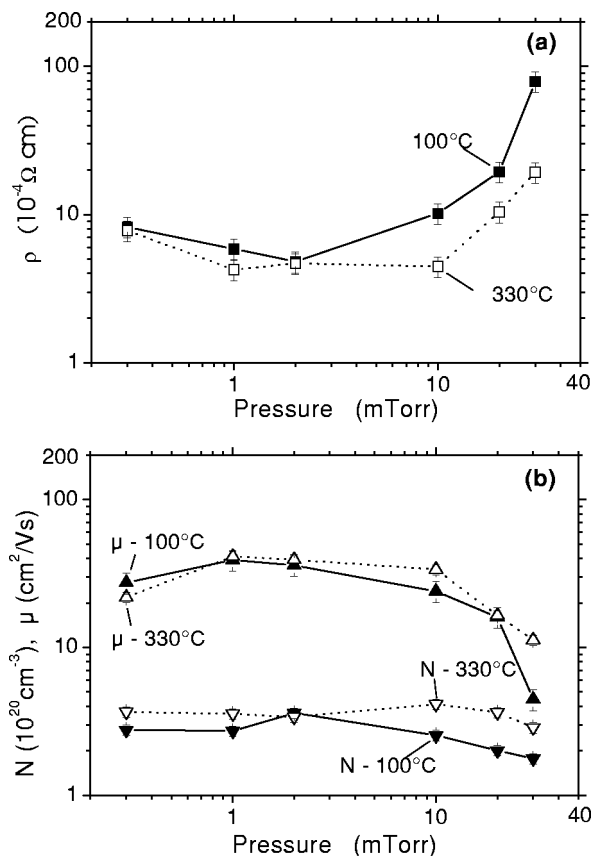 (a)
200
100
10
1
ρ (10⁻⁴Ω cm)
100°C
330°C
1
10
40
Pressure (mTorr)
(b)
200
100
10
1
N (10²⁰cm⁻³), μ (cm²/Vs)
μ - 100°C
μ - 330°C
N - 330°C
N - 100°C
1
10
40
Pressure (mTorr)